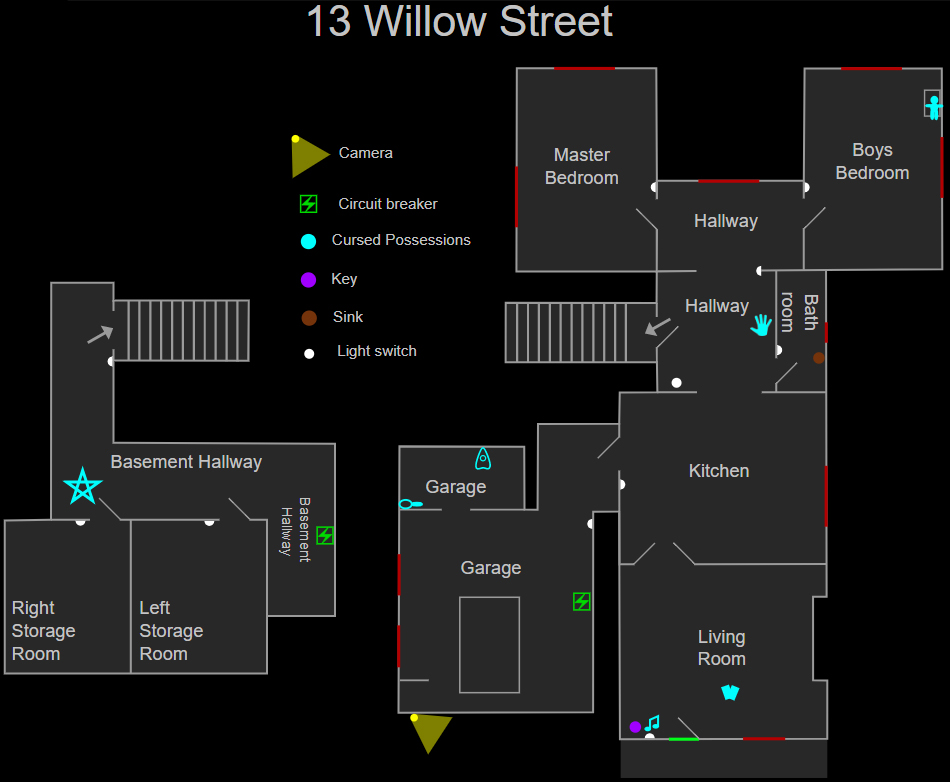 13 Willow Street
Camera
Circuit breaker
Cursed Possessions
Key
Sink
Light switch
Master
Bedroom
Boys
Bedroom
Hallway
Hallway
Bath
room
Basement Hallway
Basement
Hallway
Right
Storage
Room
Left
Storage
Room
Garage
Garage
Kitchen
Living
Room